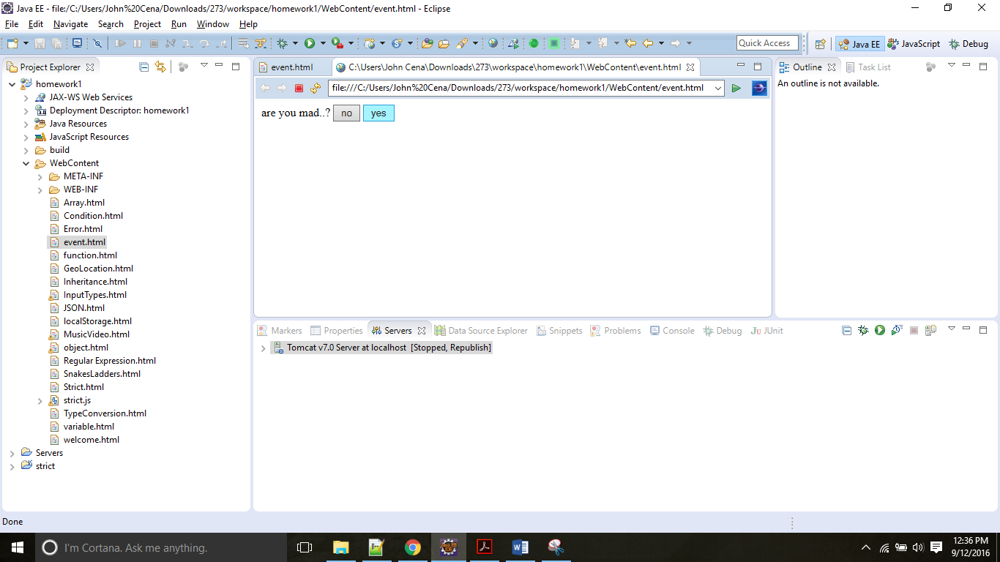 Java EE - file:/C:/Users/John%20Cena/Downloads/273/workspace/homework1/WebContent/event.html - Eclipse
File Edit Navigate Search Project Run Window Help
Quick Access Java EE JavaScript Debug
Project Explorer
homework1
JAX-WS Web Services
Deployment Descriptor: homework1
Java Resources
JavaScript Resources
build
WebContent
META-INF
WEB-INF
Array.html
Condition.html
Error.html
event.html
function.html
GeoLocation.html
Inheritance.html
InputTypes.html
JSON.html
localStorage.html
MusicVideo.html
object.html
Regular Expression.html
SnakesLadders.html
Strict.html
strict.js
TypeConversion.html
variable.html
welcome.html
Servers
strict
event.html C:\Users\John Cena\Downloads\273\workspace\homework1\WebContent\event.html
file:///C:/Users/John%20Cena/Downloads/273/workspace/homework1/WebContent/event.html
are you mad..? no yes
Outline Task List
An outline is not available.
Markers Properties Servers Data Source Explorer Snippets Problems Console Debug JUnit
Tomcat v7.0 Server at localhost [Stopped, Republish]
Done
I'm Cortana. Ask me anything.
12:36 PM
9/12/2016